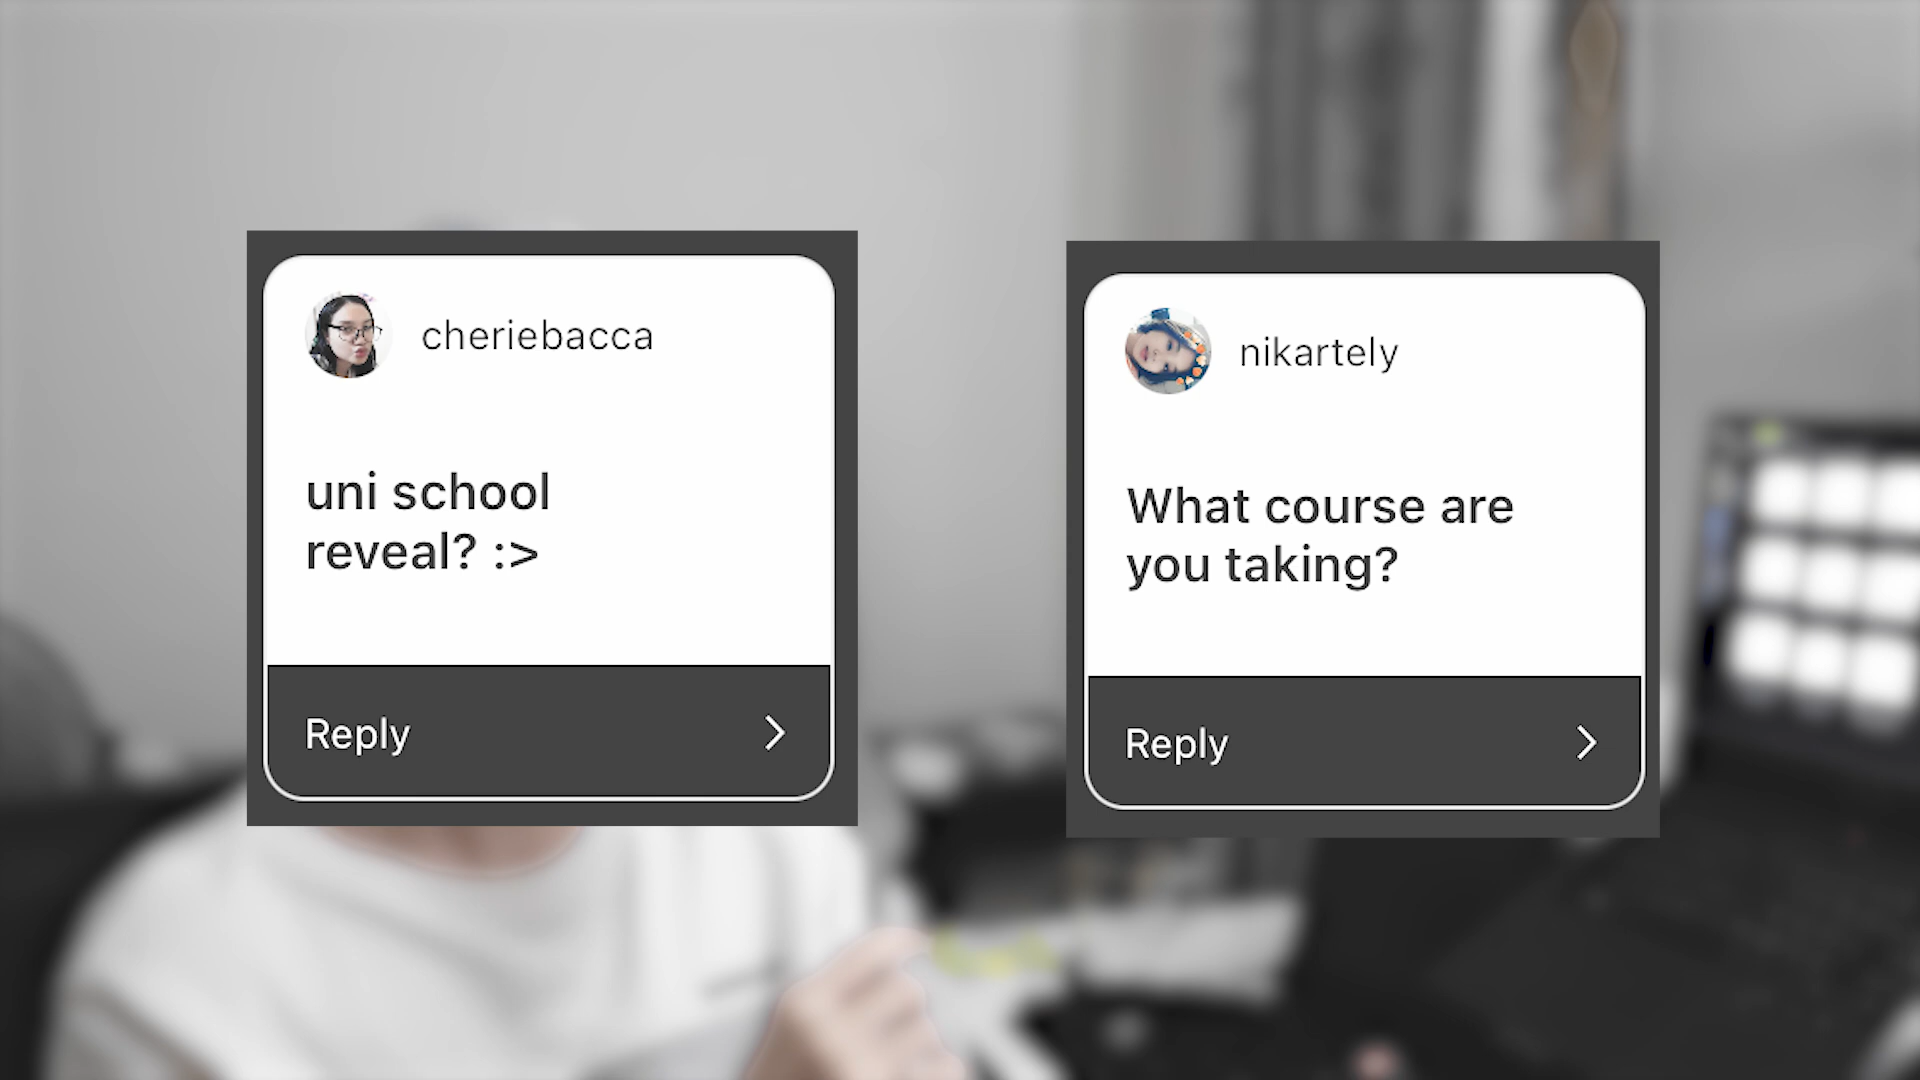 cheriebacca
uni school
reveal? :>
Reply
nikartely
What course are
you taking?
Reply